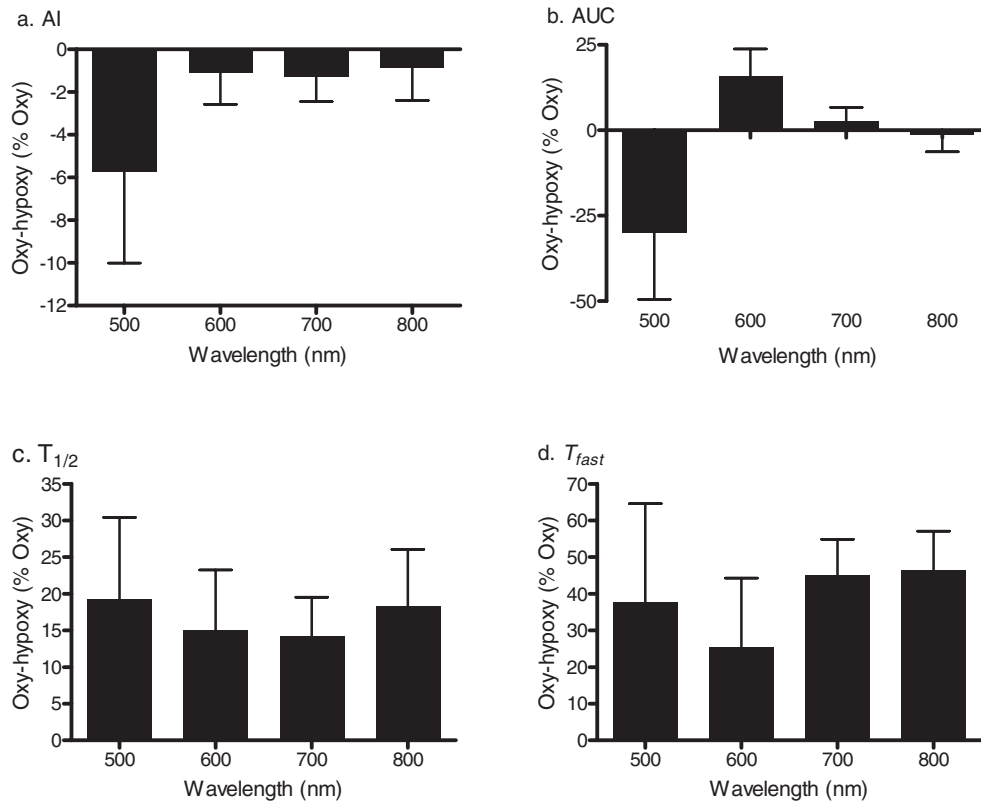 a. AI
Oxy-hypoxy (% Oxy)
0
-2
-4
-6
-8
-10
-12
500 600 700 800
Wavelength (nm)
b. AUC
Oxy-hypoxy (% Oxy)
25
0
-25
-50
500 600 700 800
Wavelength (nm)
c. T1/2
Oxy-hypoxy (% Oxy)
35
30
25
20
15
10
5
0
500 600 700 800
Wavelength (nm)
d. Tfast
Oxy-hypoxy (% Oxy)
70
60
50
40
30
20
10
0
500 600 700 800
Wavelength (nm)